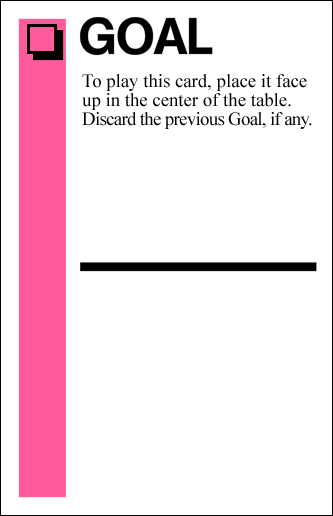 GOAL
To play this card, place it face
up in the center of the table.
Discard the previous Goal, if any.